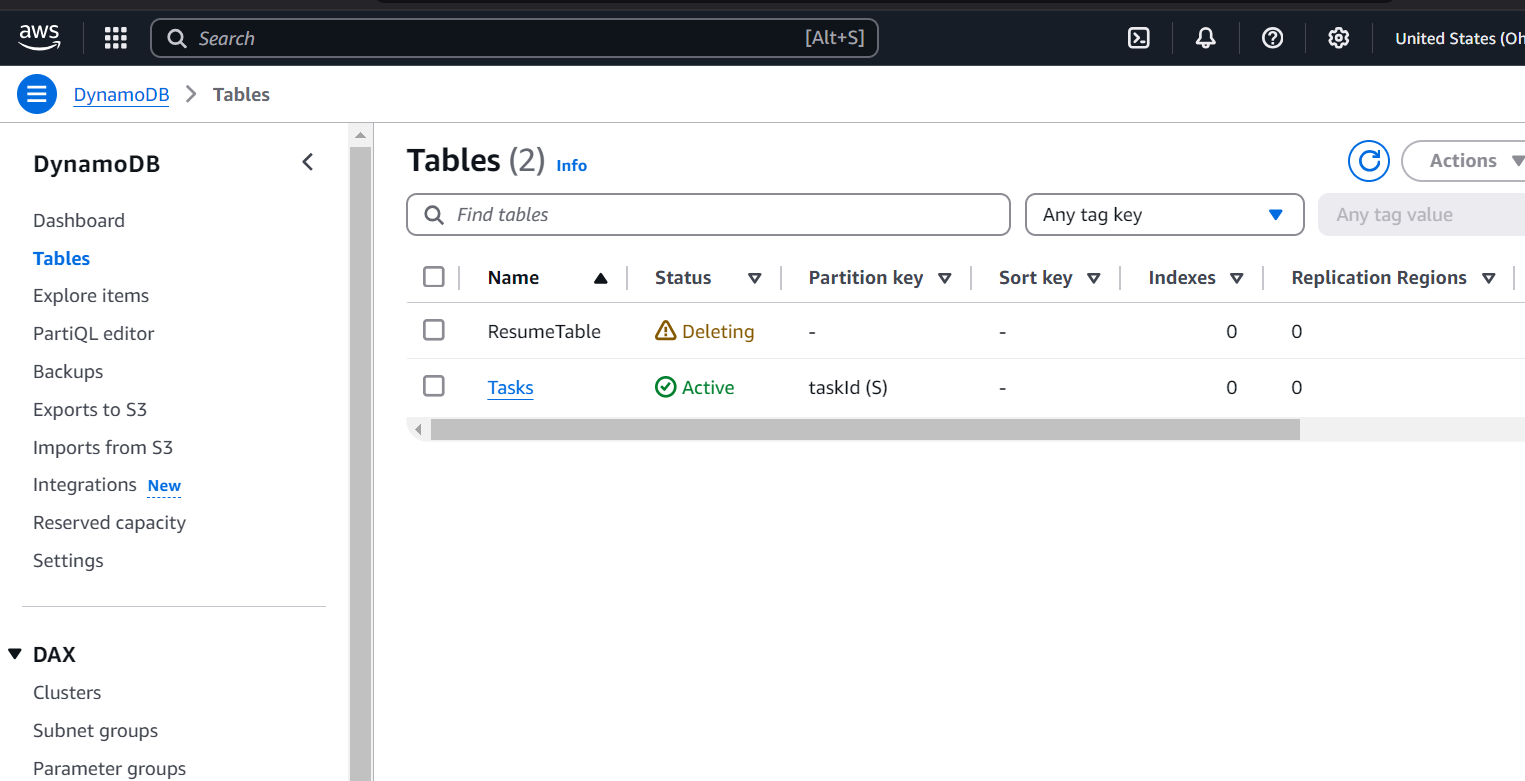 aws
Search [Alt+S] United States (Oh
DynamoDB Tables
DynamoDB
Dashboard
Tables
Explore items
PartiQL editor
Backups
Exports to S3
Imports from S3
Integrations New
Reserved capacity
Settings
DAX
Clusters
Subnet groups
Parameter groups
Tables (2) Info
Actions
Find tables
Any tag key
Any tag value
Name Status Partition key Sort key Indexes Replication Regions
ResumeTable Deleting - - 0 0
Tasks Active taskId (S) - 0 0